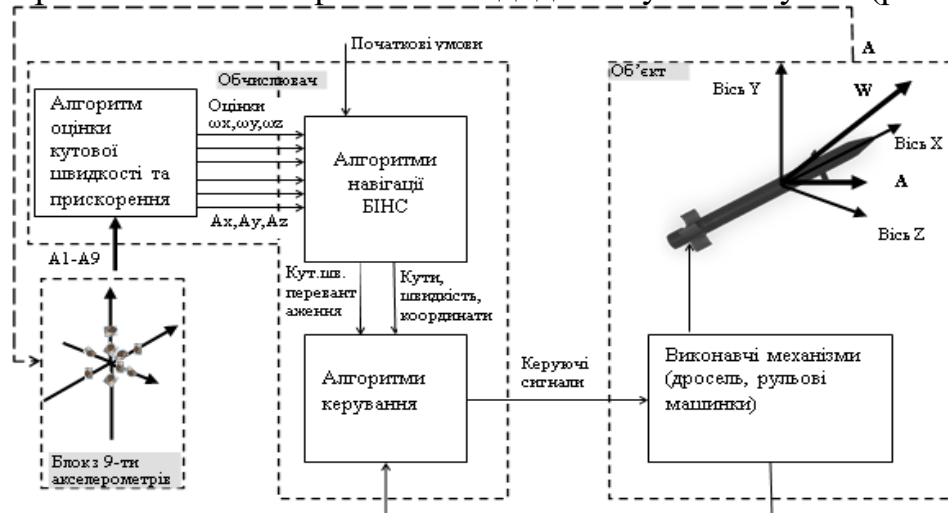 Початкові умови
Обчислювач
Алгоритм
оцінки
кутової
швидкості та
прискорення
Оцінки
ωx,ωy,ωz
Ax,Ay,Az
Алгоритми
навігації
БІНС
A1-A9
Кут.шв.
перевант
аження
Кути,
швидкість,
координати
Алгоритми
керування
Блок з 9-ти
акселерометрів
Керуючі
сигнали
A
Об’єкт
Вісь Y
W
Вісь X
A
Вісь Z
Виконавчі механізми
(дросель, рульові
машинки)